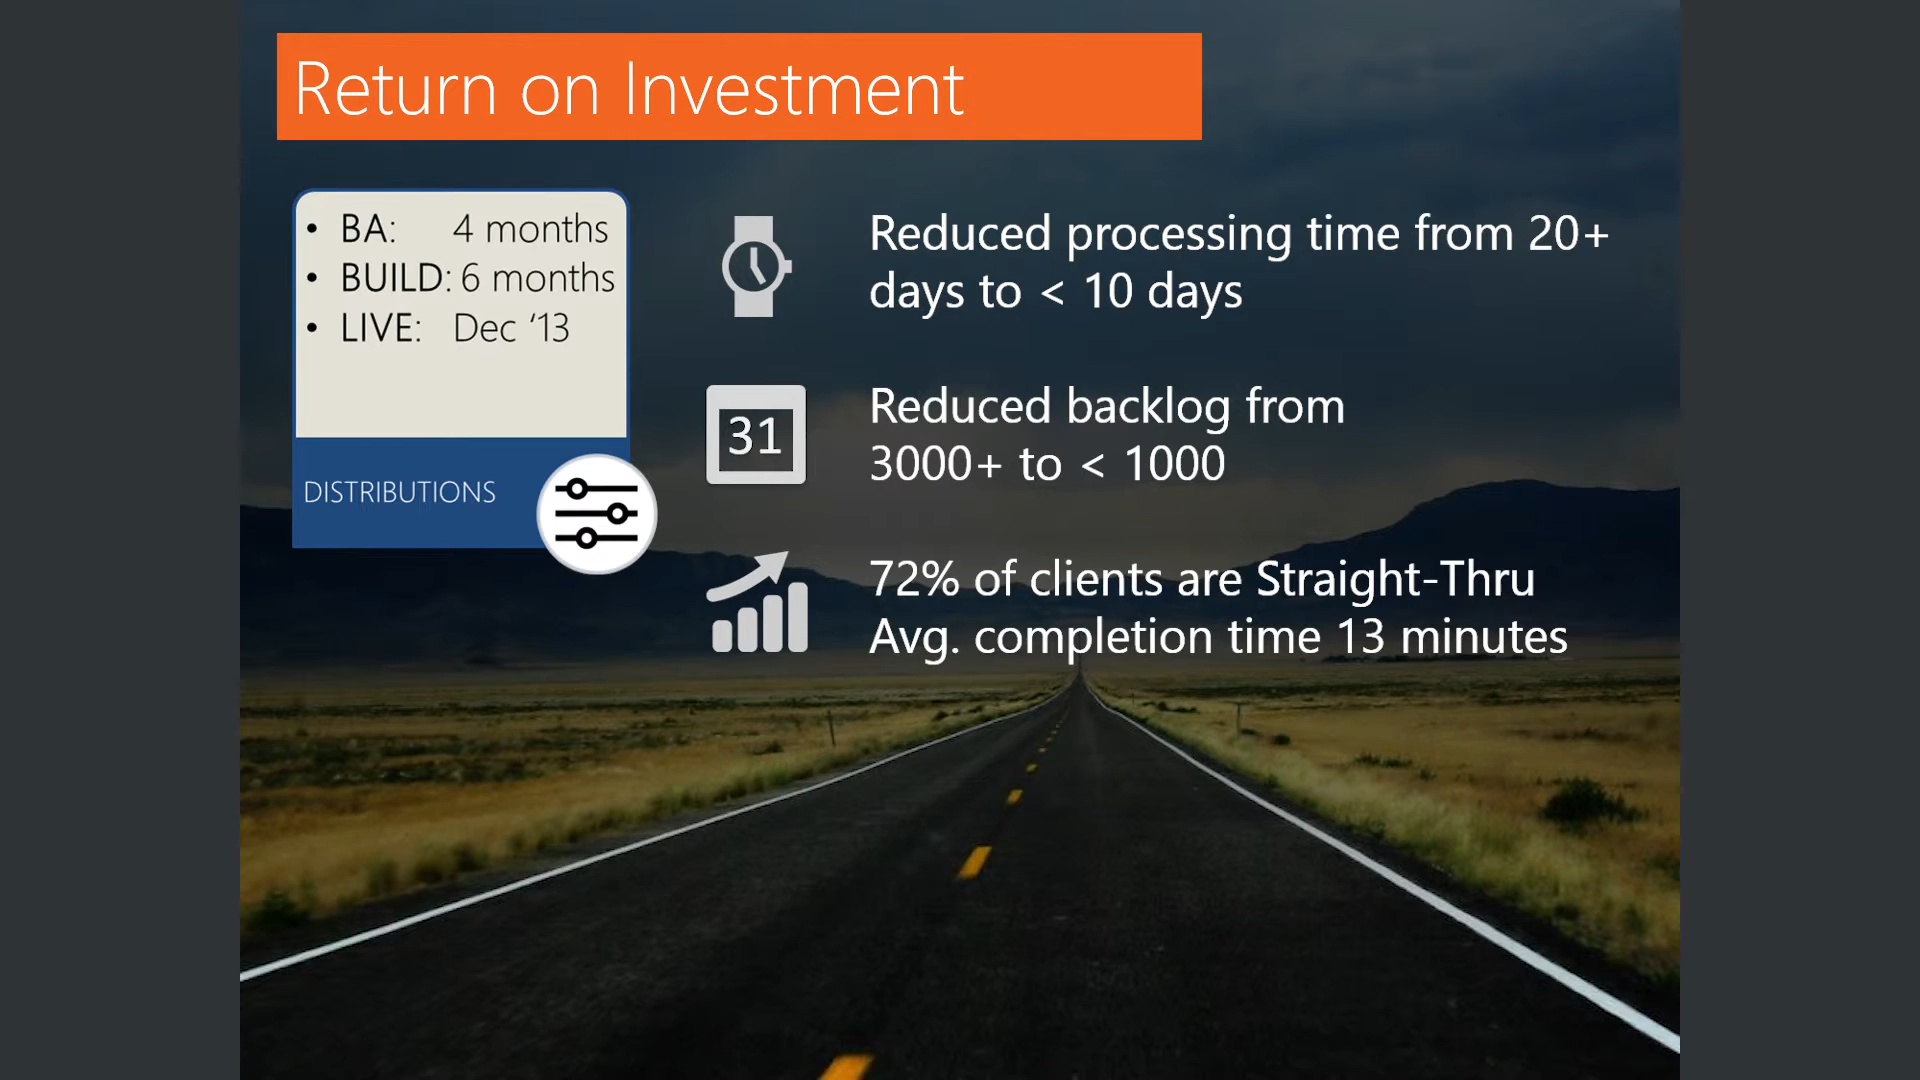 Return on Investment
• BA: 4 months
• BUILD: 6 months
• LIVE: Dec ‘13
DISTRIBUTIONS
Reduced processing time from 20+
days to < 10 days
31
Reduced backlog from
3000+ to < 1000
72% of clients are Straight-Thru
Avg. completion time 13 minutes